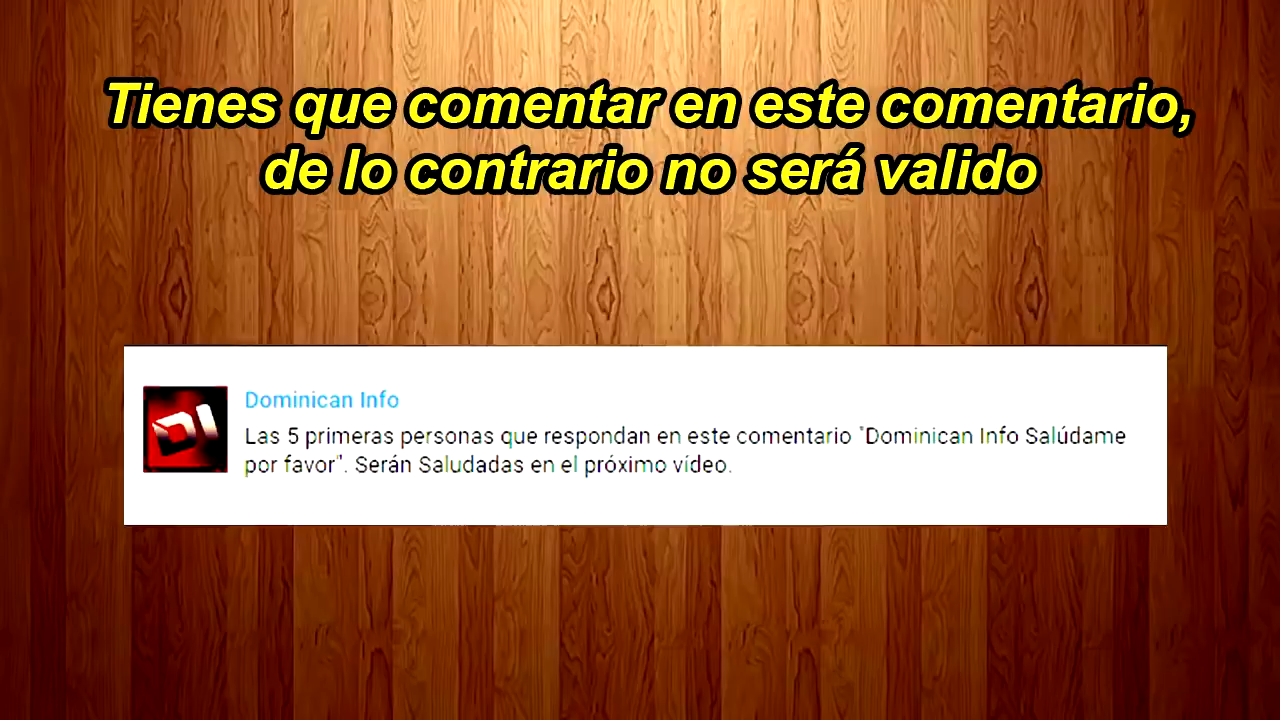 Tienes que comentar en este comentario,
de lo contrario no será valido
DI
Dominican Info
Las 5 primeras personas que respondan en este comentario "Dominican Info Salúdame
por favor". Serán Saludadas en el próximo vídeo.